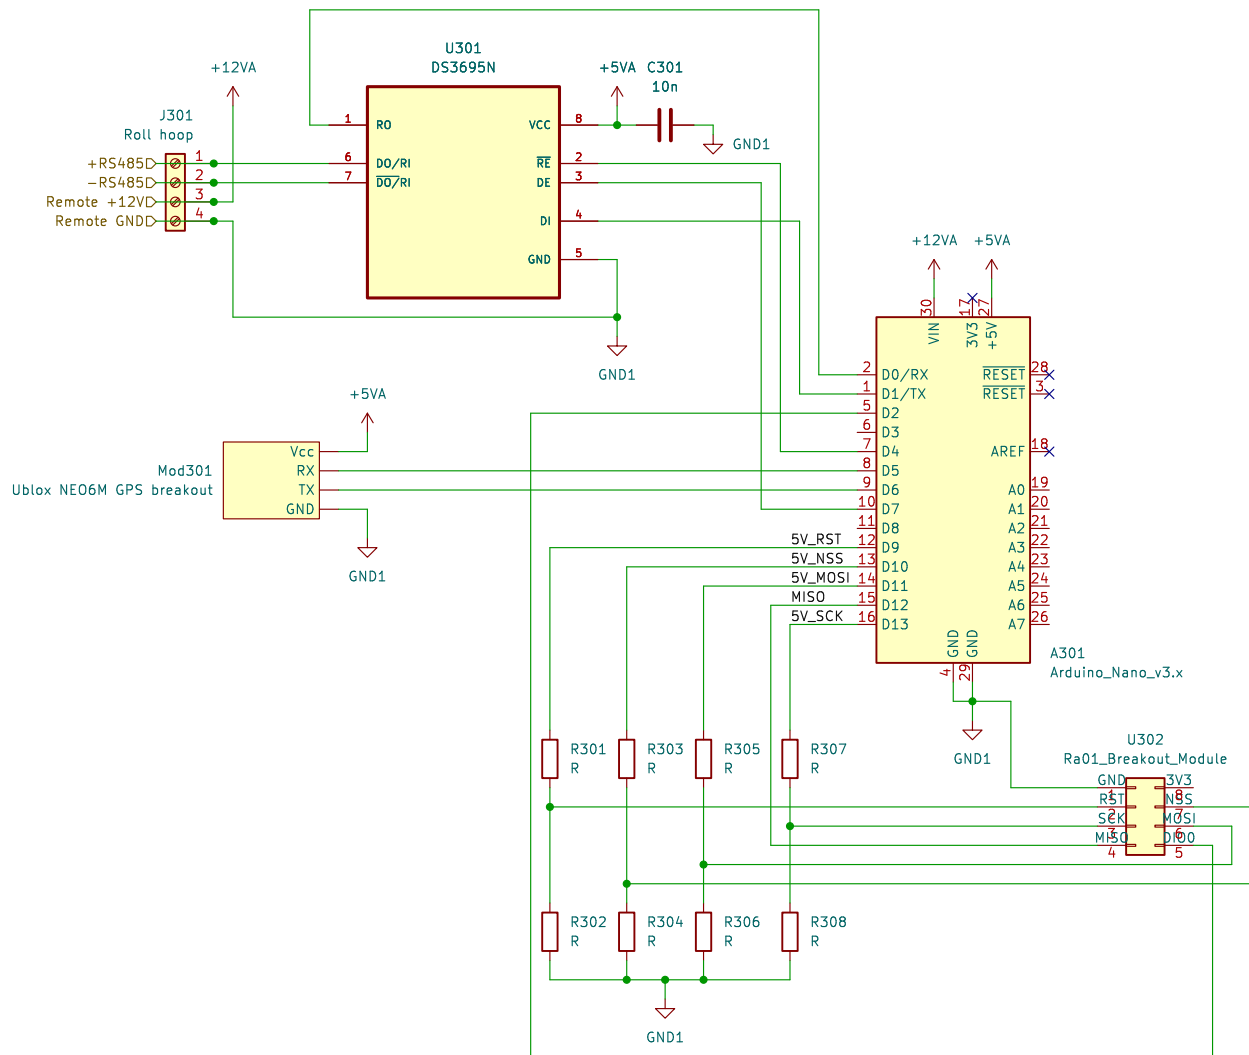 U301
DS3695N
+12VA
J301
Roll hoop
+RS485
-RS485
Remote +12V
Remote GND
1
2
3
4
1
6
7
RO
DO/RI
DO/RI
VCC
RE
DE
DI
GND
8
2
3
4
5
+5VA
C301
10n
GND1
GND1
+5VA
Mod301
Ublox NEO6M GPS breakout
Vcc
RX
TX
GND
GND1
+12VA
+5VA
30
17
27
VIN
3V3
+5V
2 D0/RX
1 D1/TX
5 D2
6 D3
7 D4
8 D5
9 D6
10 D7
11 D8
12 D9
13 D10
14 D11
15 D12
16 D13
5V_RST
5V_NSS
5V_MOSI
MISO
5V_SCK
RESET 28
RESET 3
AREF 18
A0 19
A1 20
A2 21
A3 22
A4 23
A5 24
A6 25
A7 26
GND
GND
4
29
A301
Arduino_Nano_v3.x
GND1
U302
Ra01_Breakout_Module
GND
1
RST
2
SCK
3
MISO
4
3V3
8
NSS
7
MOSI
6
DIO0
5
R301
R
R303
R
R305
R
R307
R
R302
R
R304
R
R306
R
R308
R
GND1